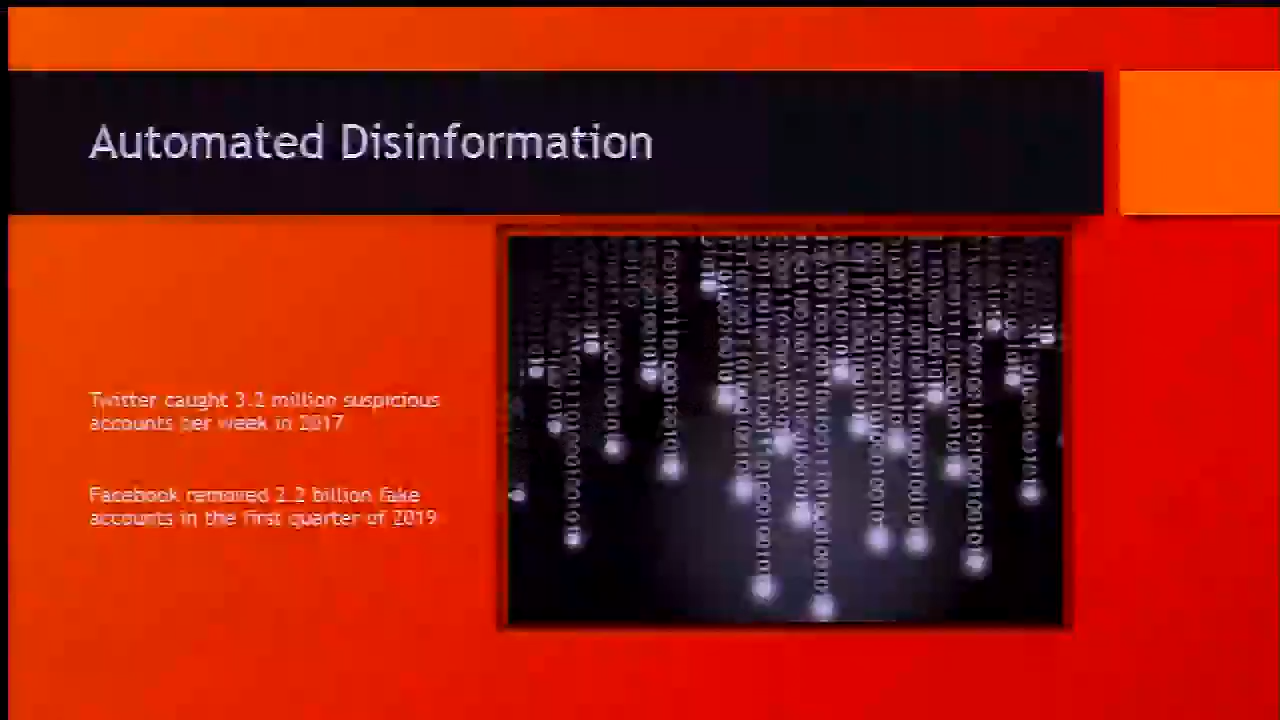 Automated Disinformation
Twitter caught 3.2 million suspicious
accounts per week in 2017
Facebook removed 2.2 billion fake
accounts in the first quarter of 2019